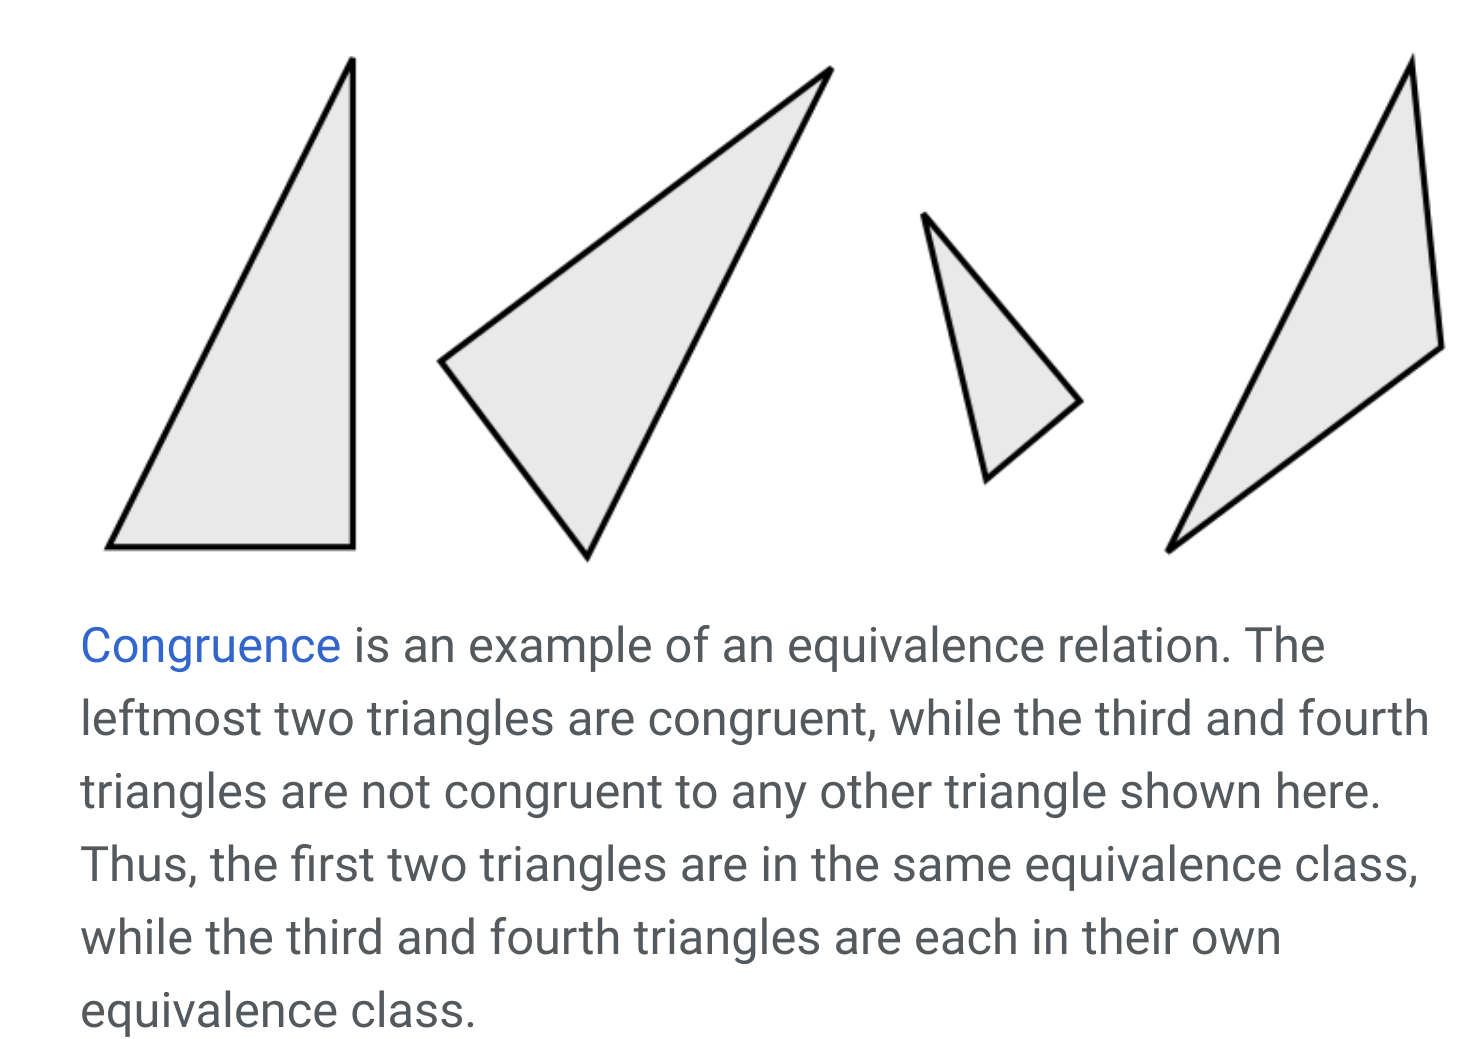 Congruence is an example of an equivalence relation. The
leftmost two triangles are congruent, while the third and fourth
triangles are not congruent to any other triangle shown here.
Thus, the first two triangles are in the same equivalence class,
while the third and fourth triangles are each in their own
equivalence class.